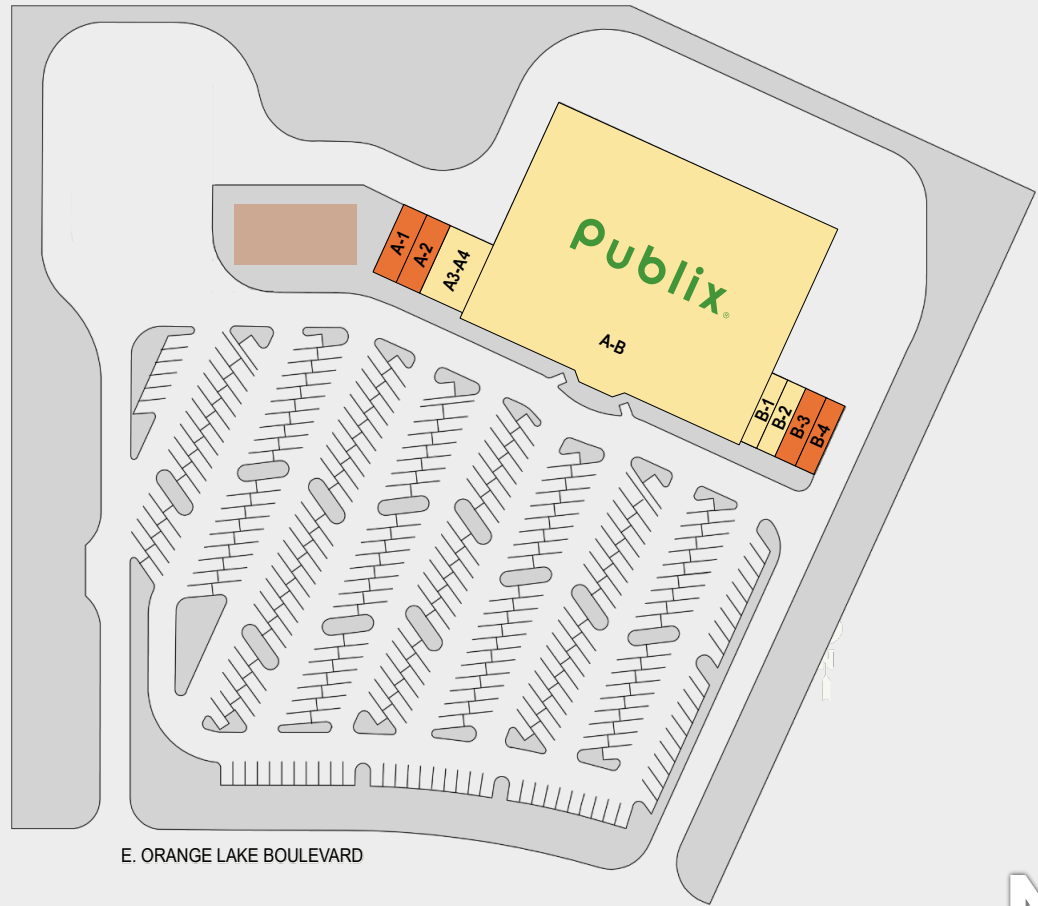 A-1
A-2
A3-A4
Publix®
A-B
B-1
B-2
B-3
B-4
E. ORANGE LAKE BOULEVARD